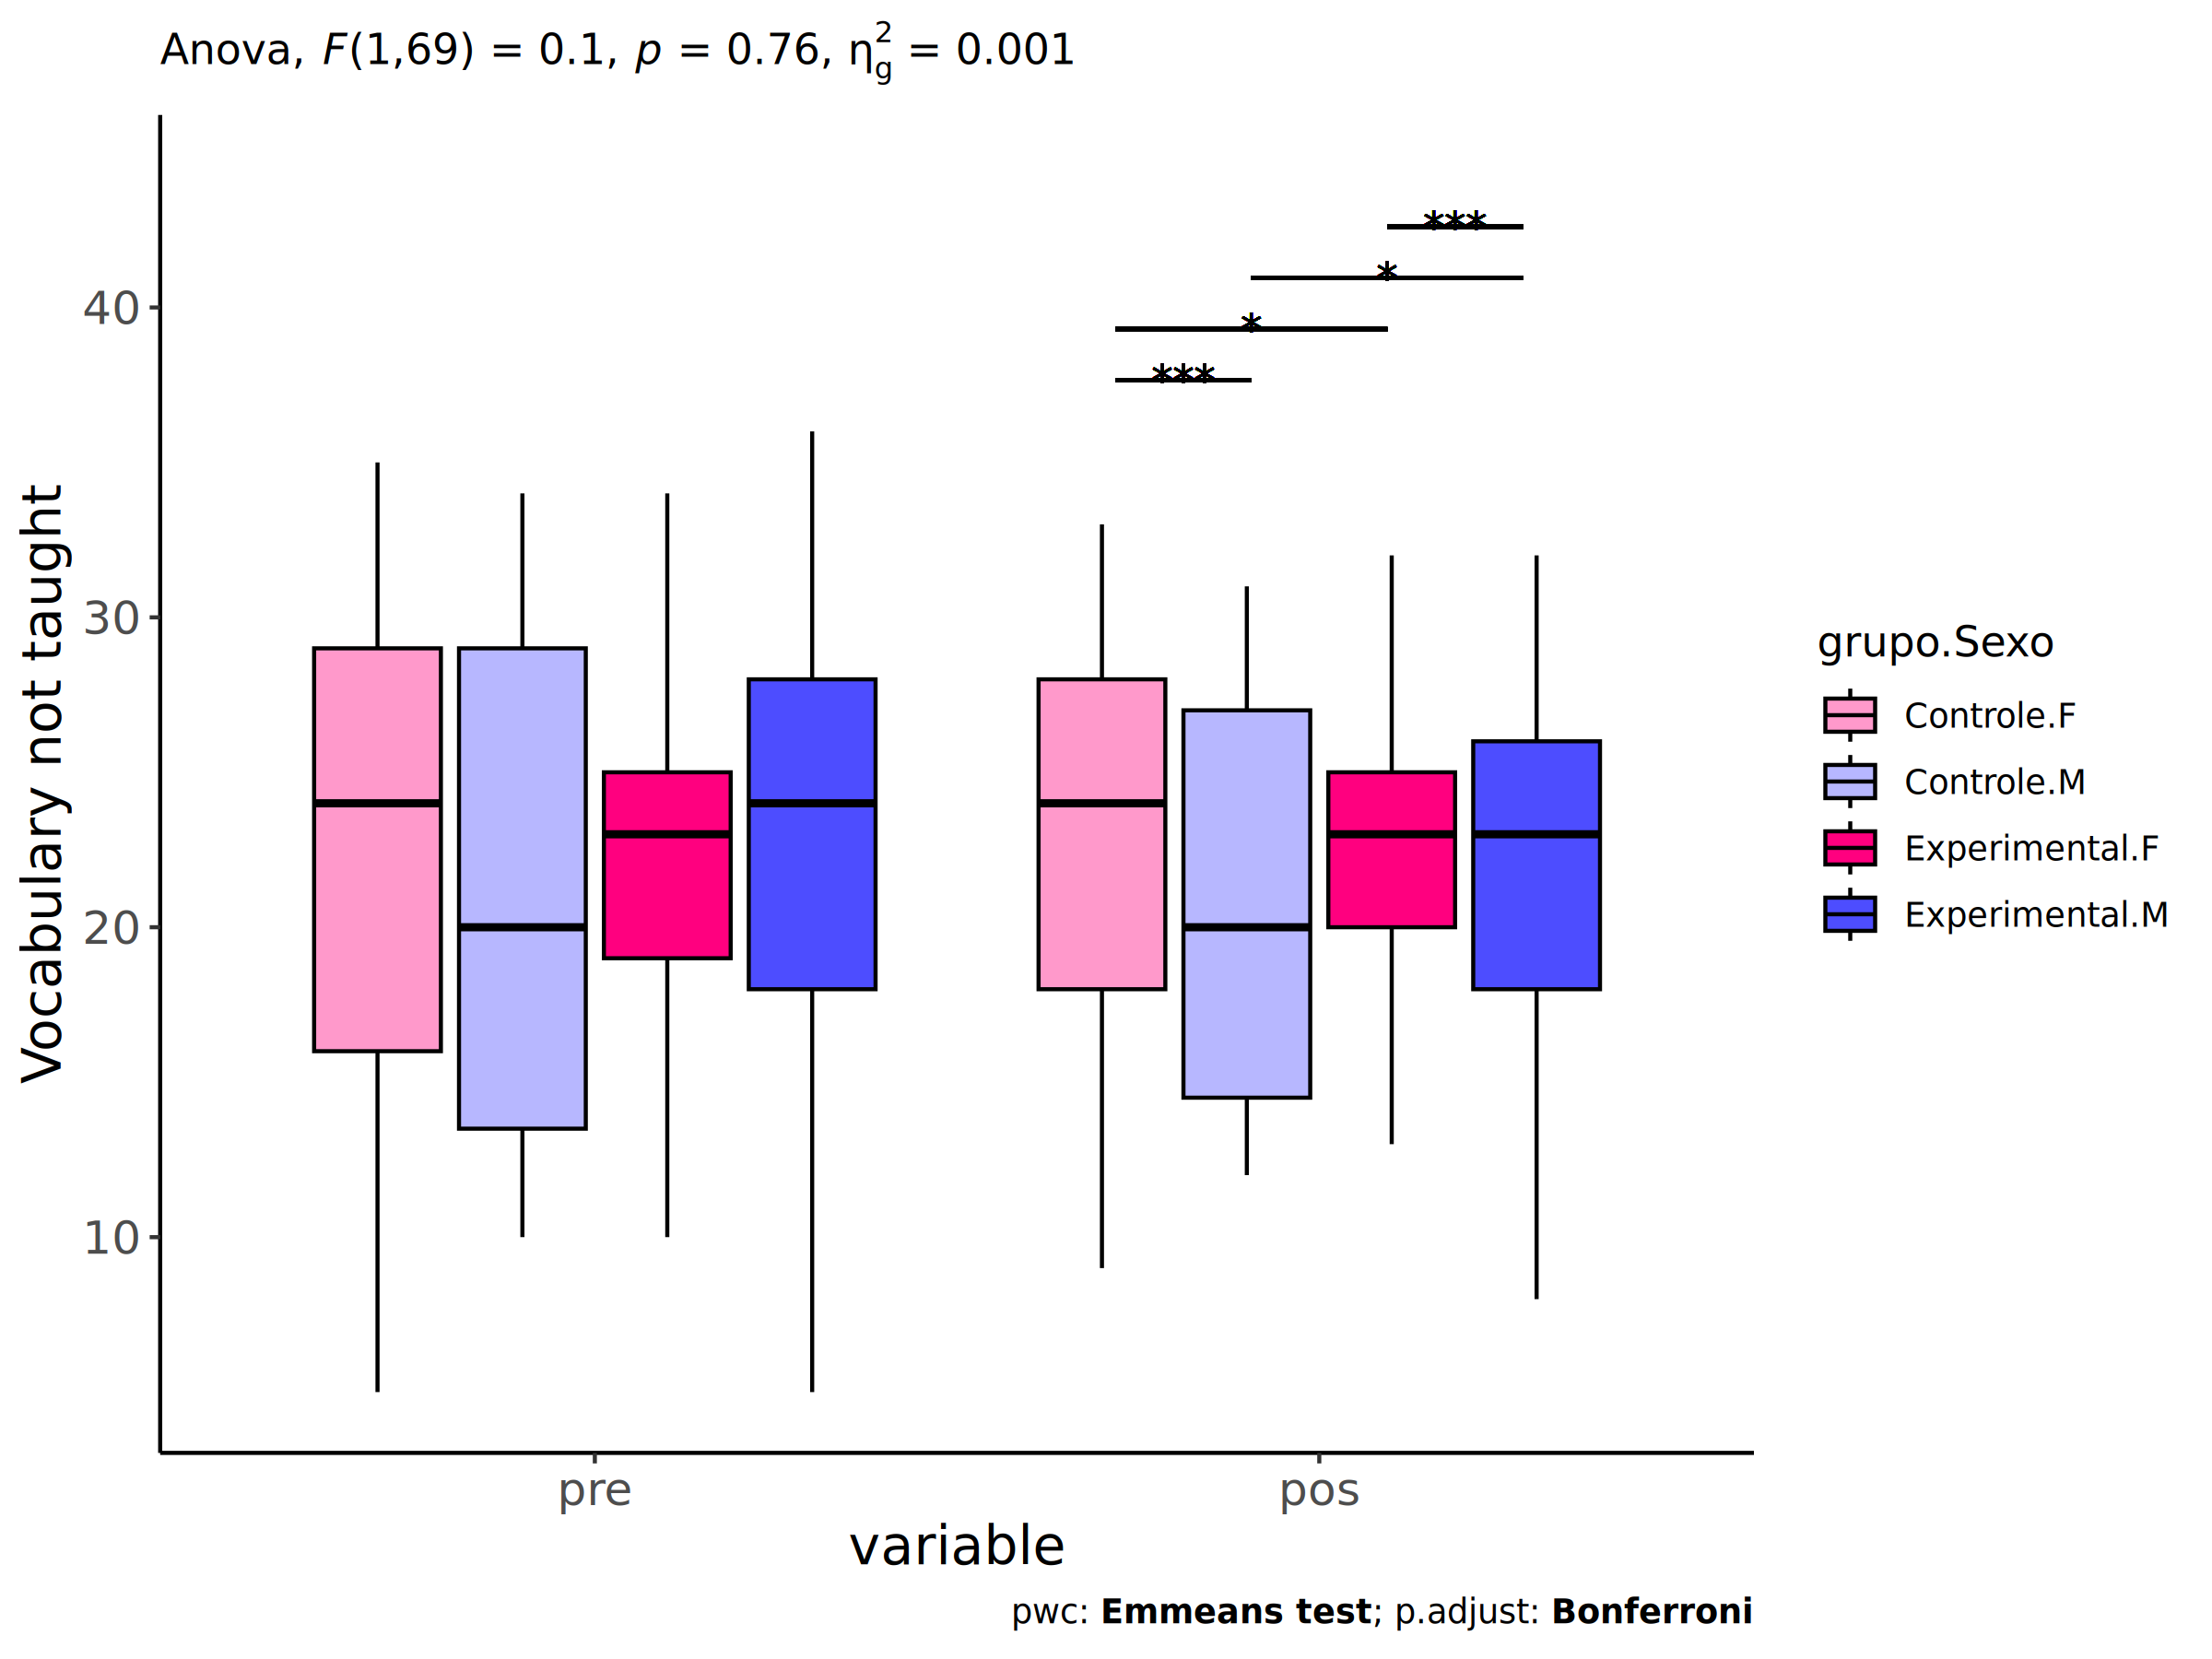 Anova, F(1,69) = 0.1, p = 0.76, η²g = 0.001
***
*
*
***
40
30
20
10
Vocabulary not taught
pre
pos
variable
grupo.Sexo
Controle.F
Controle.M
Experimental.F
Experimental.M
pwc: Emmeans test; p.adjust: Bonferroni